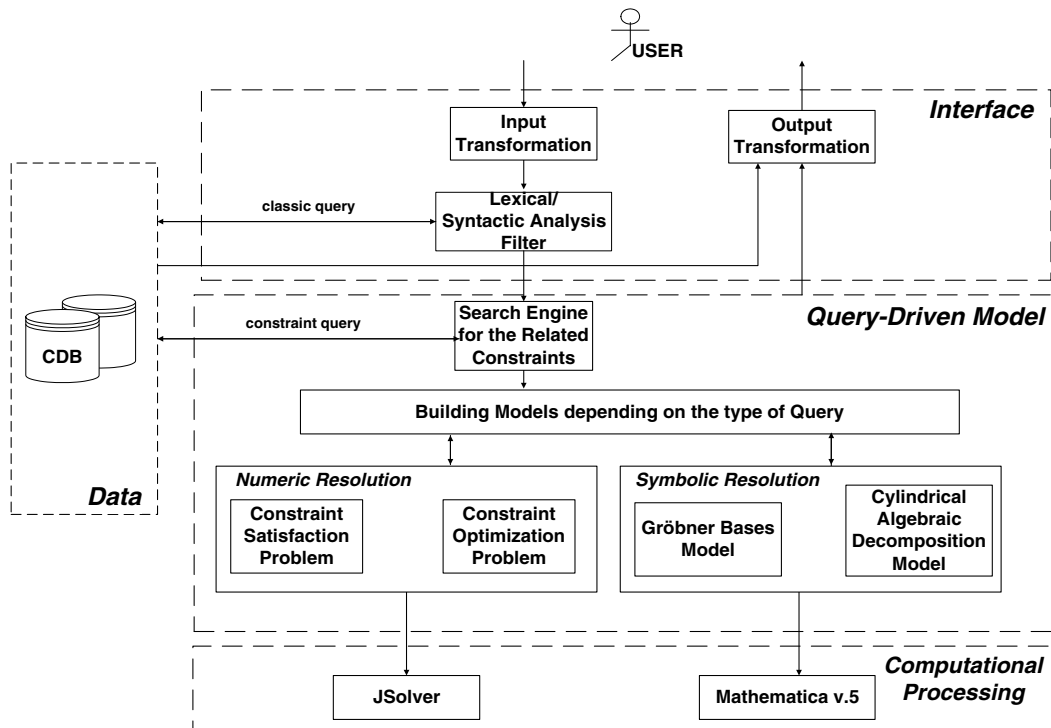 USER
Interface
Input
Transformation
Output
Transformation
classic query
Lexical/
Syntactic Analysis
Filter
CDB
Data
constraint query
Search Engine
for the Related
Constraints
Query-Driven Model
Building Models depending on the type of Query
Numeric Resolution
Constraint
Satisfaction
Problem
Constraint
Optimization
Problem
Symbolic Resolution
Gröbner Bases
Model
Cylindrical
Algebraic
Decomposition
Model
Computational
Processing
JSolver
Mathematica v.5